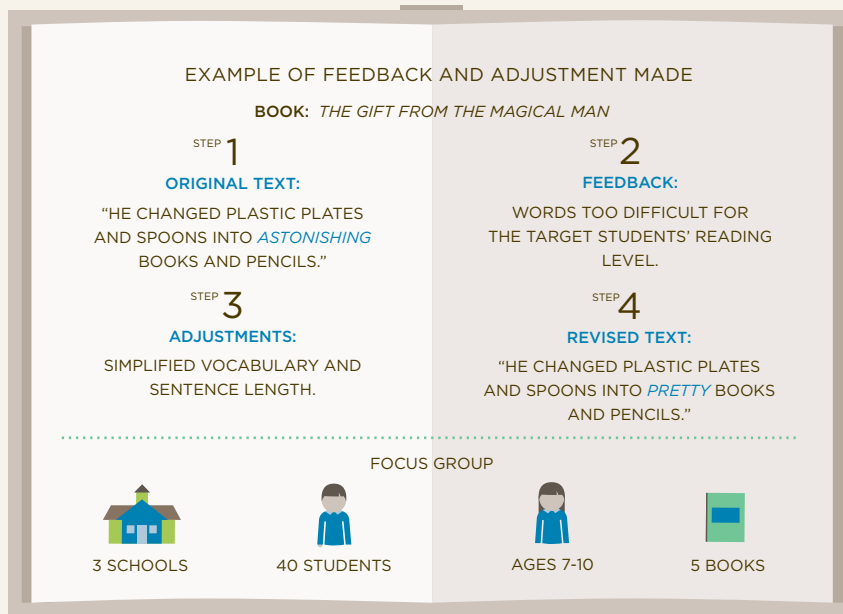 EXAMPLE OF FEEDBACK AND ADJUSTMENT MADE
BOOK: THE GIFT FROM THE MAGICAL MAN
STEP 1
ORIGINAL TEXT:
“HE CHANGED PLASTIC PLATES
AND SPOONS INTO ASTONISHING
BOOKS AND PENCILS.”
STEP 2
FEEDBACK:
WORDS TOO DIFFICULT FOR
THE TARGET STUDENTS’ READING
LEVEL.
STEP 3
ADJUSTMENTS:
SIMPLIFIED VOCABULARY AND
SENTENCE LENGTH.
STEP 4
REVISED TEXT:
“HE CHANGED PLASTIC PLATES
AND SPOONS INTO PRETTY BOOKS
AND PENCILS.”
FOCUS GROUP
3 SCHOOLS
40 STUDENTS
AGES 7-10
5 BOOKS